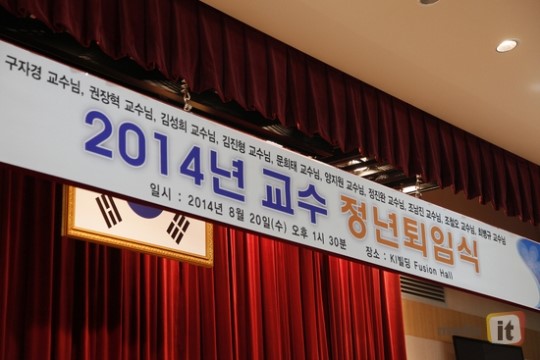 구자경 교수님, 권장혁 교수님, 김성희 교수님, 김진형 교수님, 문희태 교수님, 양지원 교수님, 정진완 교수님, 조남진 교수님, 조철오 교수님, 최병규 교수님
2014년 교수 정년퇴임식
일시 : 2014년 8월 20일(수) 오후 1시 30분 장소 : KI빌딩 Fusion Hall
it